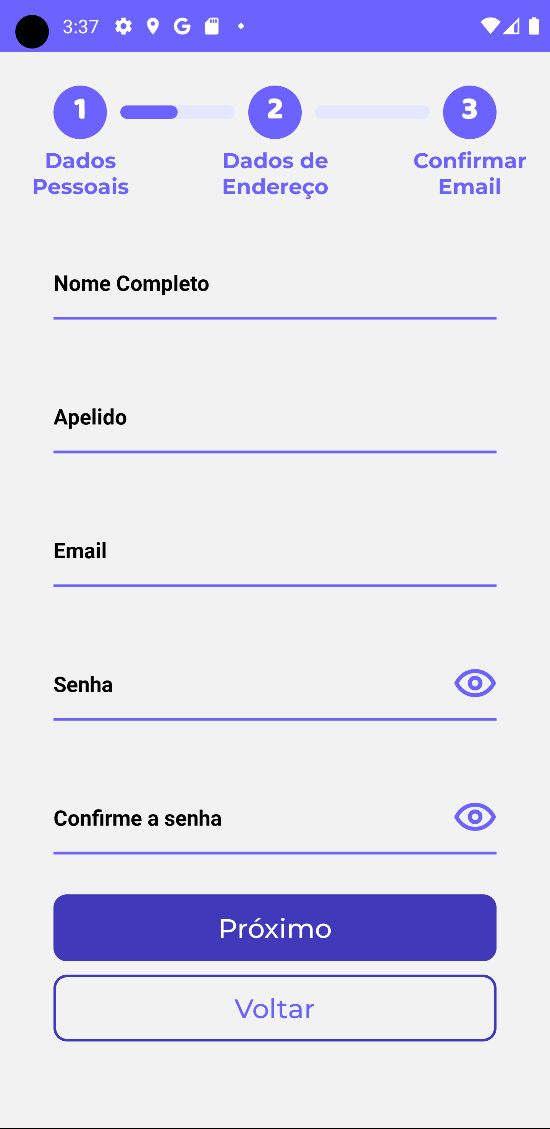 3:37
1
2
3
Dados
Pessoais
Dados de
Endereço
Confirmar
Email
Nome Completo
Apelido
Email
Senha
Confirme a senha
Próximo
Voltar